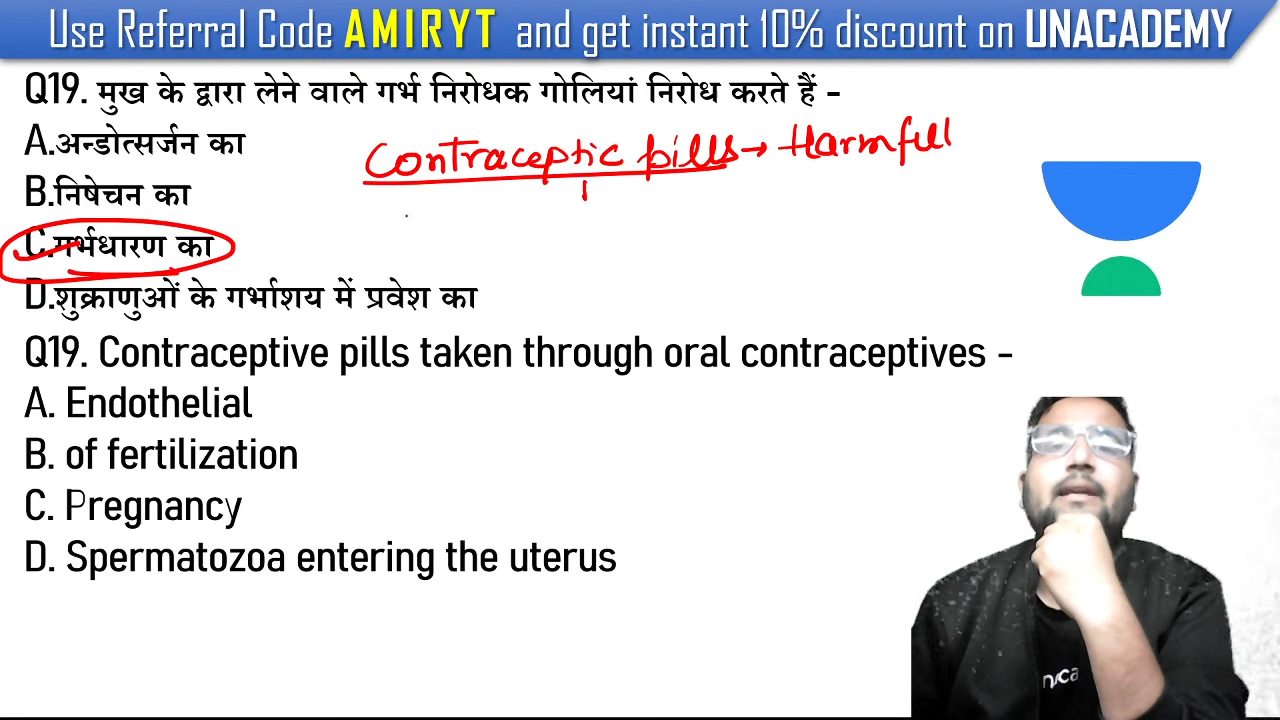 Use Referral Code AMIRYT and get instant 10% discount on UNACADEMY
Q19. मुख के द्वारा लेने वाले गर्भ निरोधक गोलियां निरोध करते हैं -
A.अन्डोत्सर्जन का
Contraceptic pills → Harmfull
B.निषेचन का
C.गर्भधारण का
D.शुक्राणुओं के गर्भाशय में प्रवेश का
Q19. Contraceptive pills taken through oral contraceptives -
A. Endothelial
B. of fertilization
C. Pregnancy
D. Spermatozoa entering the uterus